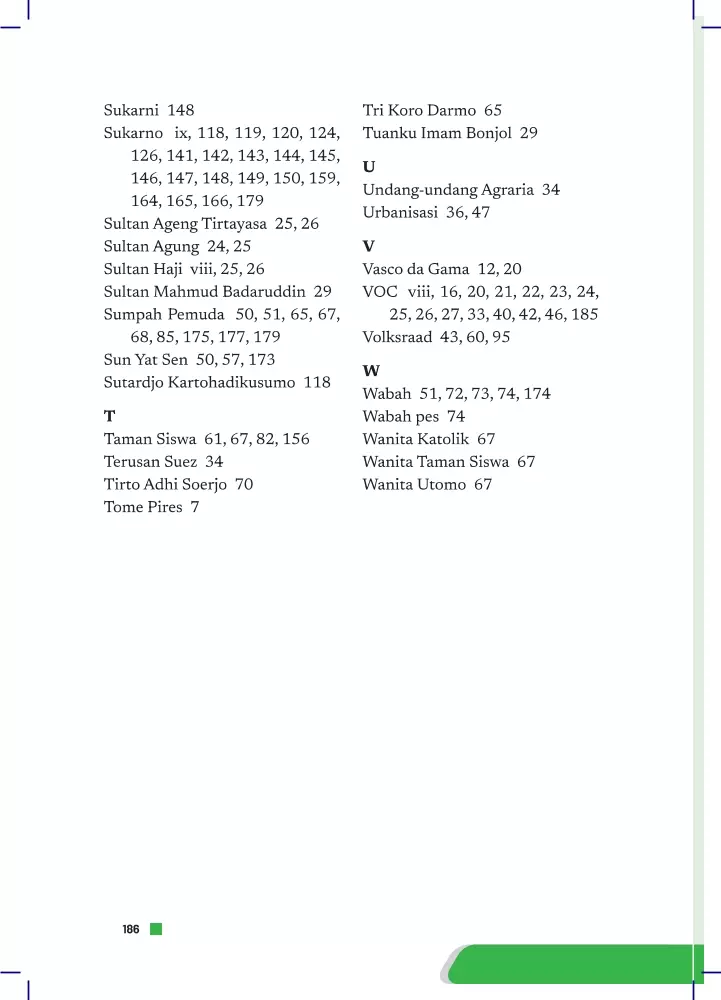 Sukarni 148
Sukarno ix, 118, 119, 120, 124,
126, 141, 142, 143, 144, 145,
146, 147, 148, 149, 150, 159,
164, 165, 166, 179
Sultan Ageng Tirtayasa 25, 26
Sultan Agung 24, 25
Sultan Haji viii, 25, 26
Sultan Mahmud Badaruddin 29
Sumpah Pemuda 50, 51, 65, 67,
68, 85, 175, 177, 179
Sun Yat Sen 50, 57, 173
Sutardjo Kartohadikusumo 118
T
Taman Siswa 61, 67, 82, 156
Terusan Suez 34
Tirto Adhi Soerjo 70
Tome Pires 7
Tri Koro Darmo 65
Tuanku Imam Bonjol 29
U
Undang-undang Agraria 34
Urbanisasi 36, 47
V
Vasco da Gama 12, 20
VOC viii, 16, 20, 21, 22, 23, 24,
25, 26, 27, 33, 40, 42, 46, 185
Volksraad 43, 60, 95
W
Wabah 51, 72, 73, 74, 174
Wabah pes 74
Wanita Katolik 67
Wanita Taman Siswa 67
Wanita Utomo 67
186